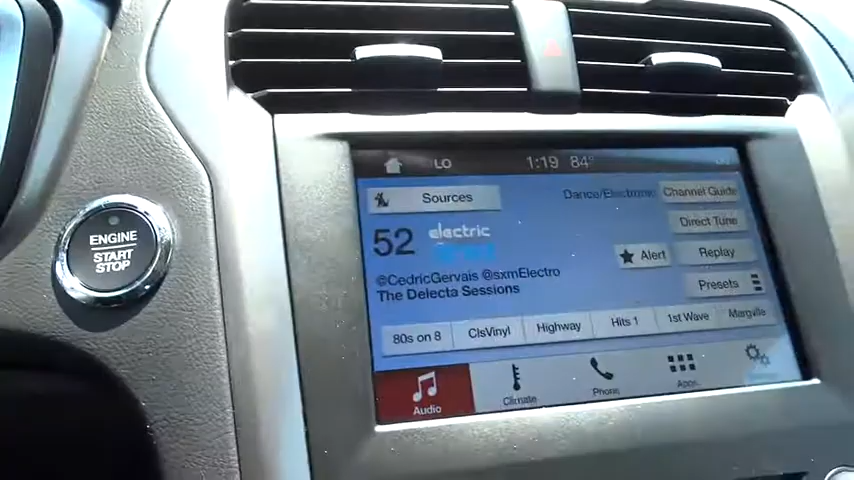 LO 1:19 84°
Sources
Dance/Electronic
Channel Guide
ENGINE
START
STOP
52
electric
Direct Tune
Alert
Replay
@CedricGervais @sxmElectro
The Delecta Sessions
Presets
80s on 8
ClsVinyl
Highway
Hits 1
1st Wave
Margville
Audio
Climate
Phone
Apps